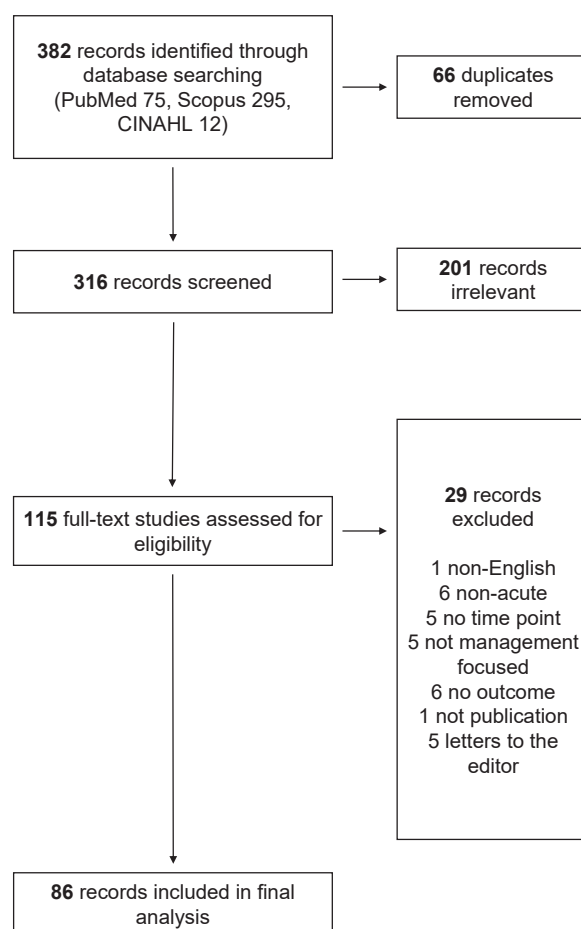 382 records identified through
database searching
(PubMed 75, Scopus 295,
CINAHL 12)
66 duplicates
removed
316 records screened
201 records
irrelevant
115 full-text studies assessed for
eligibility
29 records
excluded
1 non-English
6 non-acute
5 no time point
5 not management
focused
6 no outcome
1 not publication
5 letters to the
editor
86 records included in final
analysis